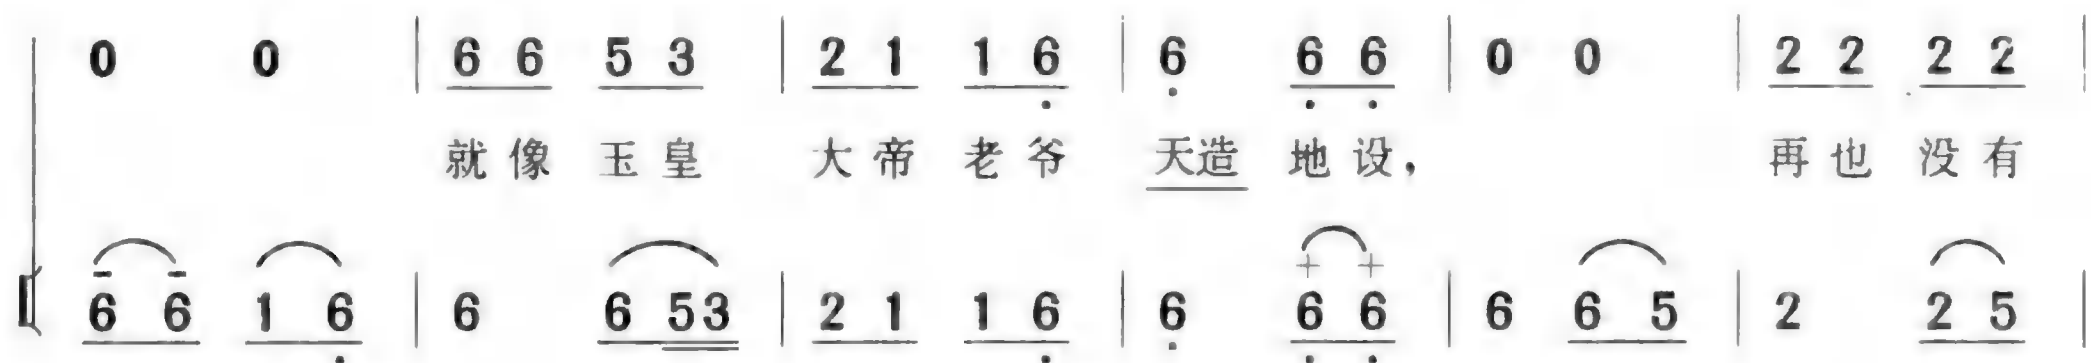 0 0 | 6 6 5 3 | 2 1 1 6 | 6 6 6 | 0 0 | 2 2 2 2 |
就像 玉皇 大帝 老爷 天造 地设， 再也 没有
6 6 1 6 | 6 6 53 | 2 1 1 6 | 6 6 6 | 6 6 5 | 2 2 5 |